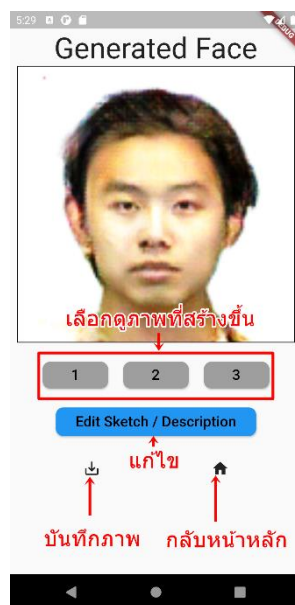 5:29
DEBUG
Generated Face
เลือกดูภาพที่สร้างขึ้น
1 2 3
Edit Sketch / Description
แก้ไข
บันทึกภาพ กลับหน้าหลัก